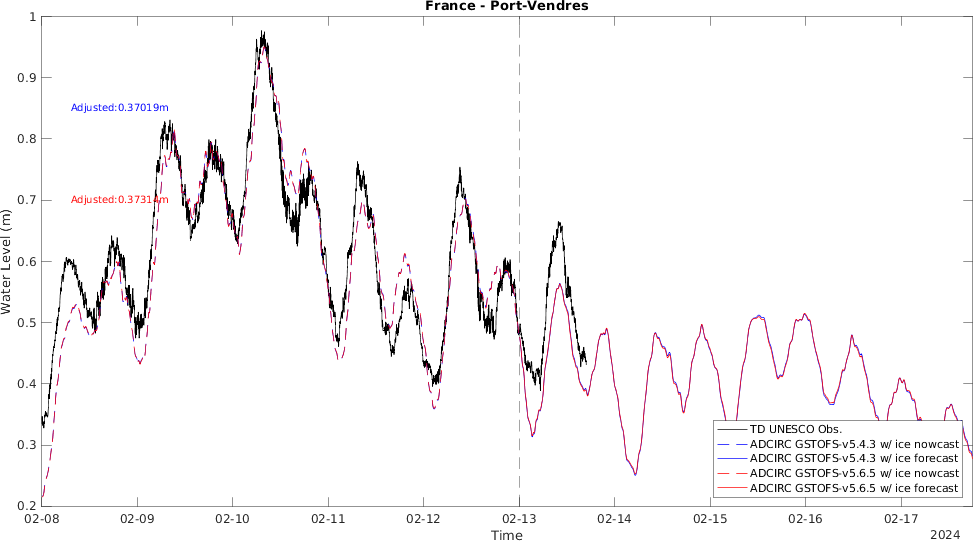 France - Port-Vendres
1
0.9
0.8
0.7
0.6
0.5
0.4
0.3
0.2
Water Level (m)
Adjusted:0.37019m
Adjusted:0.37314m
TD UNESCO Obs.
ADCIRC GSTOFS-v5.4.3 w/ ice nowcast
ADCIRC GSTOFS-v5.4.3 w/ ice forecast
ADCIRC GSTOFS-v5.6.5 w/ ice nowcast
ADCIRC GSTOFS-v5.6.5 w/ ice forecast
02-08 02-09 02-10 02-11 02-12 02-13 02-14 02-15 02-16 02-17
Time
2024